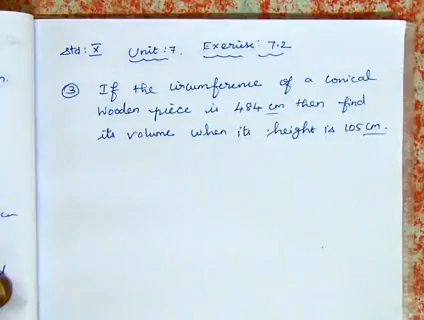 std: X Unit: 7. Exercise: 7.2
③ If the circumference of a conical
wooden piece is 484 cm then find
its volume when its height is 105 cm.